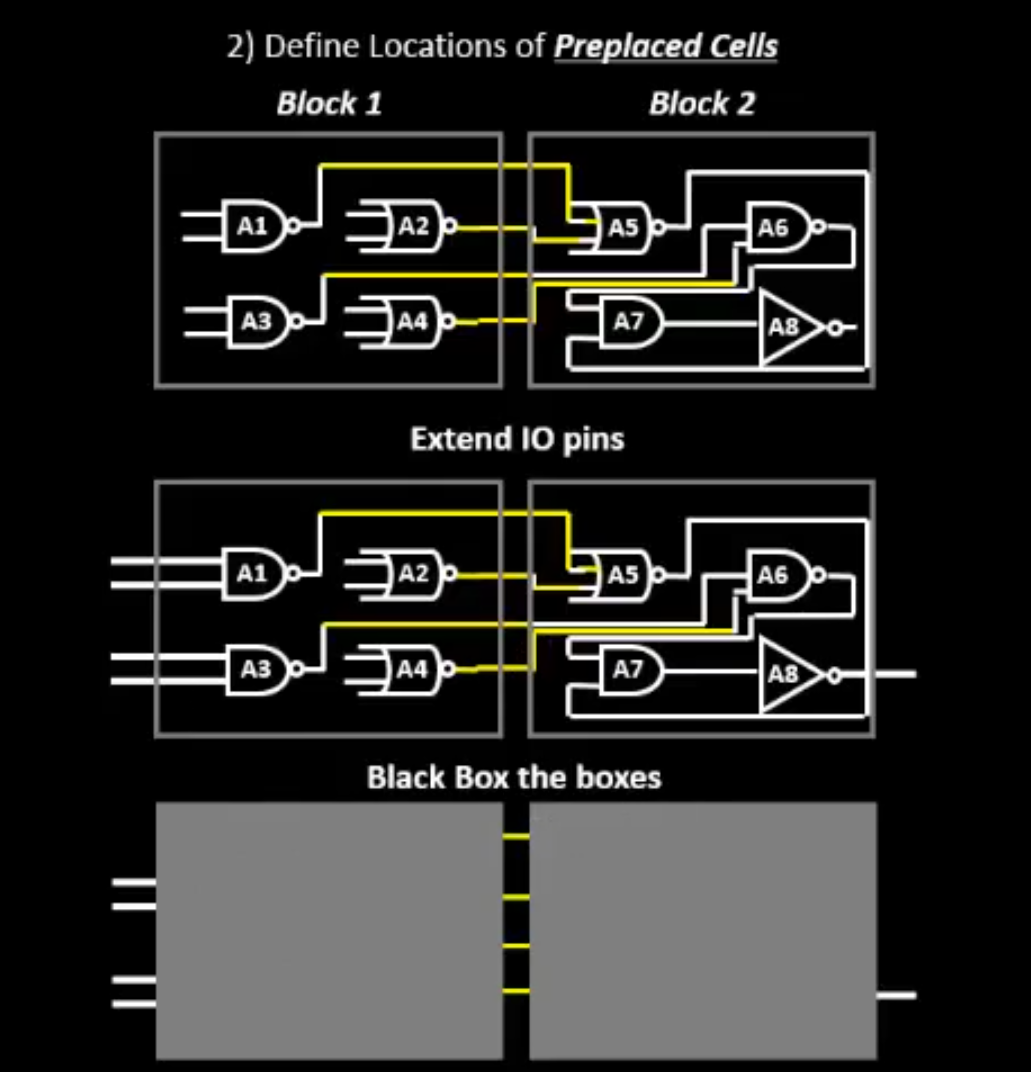 2) Define Locations of Preplaced Cells
Block 1 Block 2
A1 A2 A5 A6
A3 A4 A7 A8
Extend IO pins
A1 A2 A5 A6
A3 A4 A7 A8
Black Box the boxes